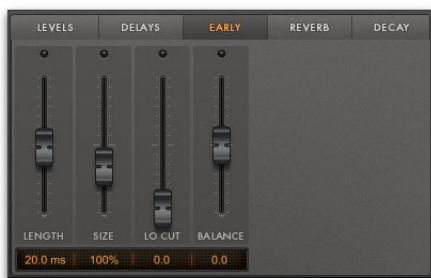 LEVELS DELAYS EARLY REVERB DECAY
LENGTH SIZE LO CUT BALANCE
20.0 ms 100% 0.0 0.0